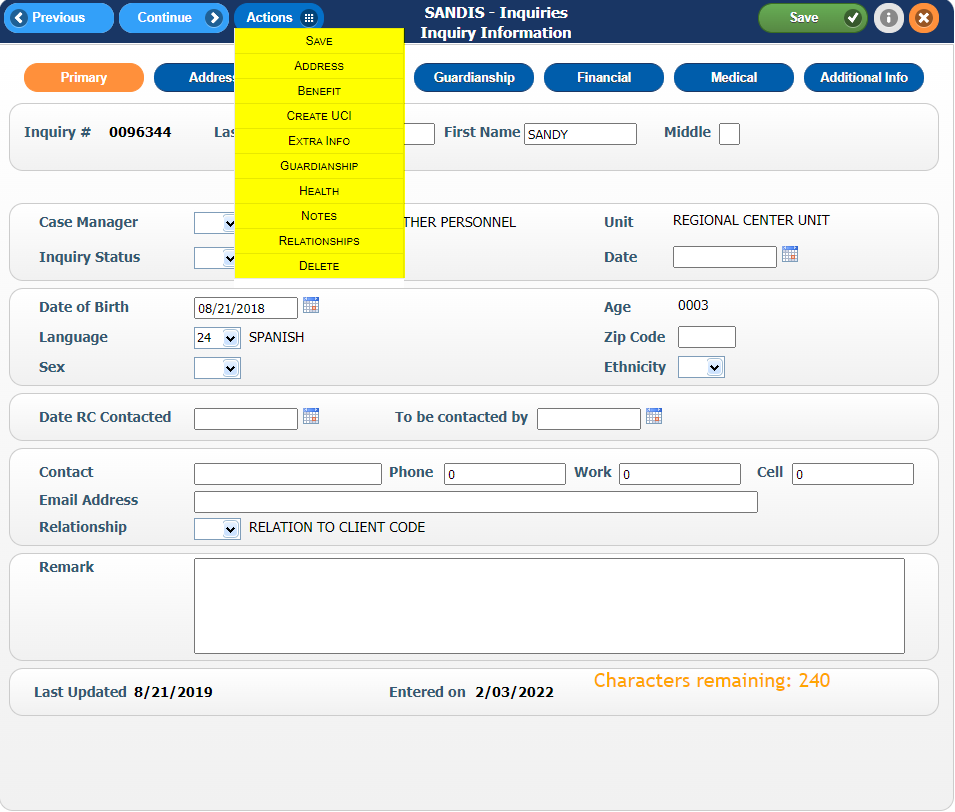 Previous Continue Actions SANDIS - Inquiries Save
Inquiry Information
SAVE
ADDRESS
BENEFIT
CREATE UCI
EXTRA INFO
GUARDIANSHIP
HEALTH
NOTES
RELATIONSHIPS
DELETE
Primary Address Guardianship Financial Medical Additional Info
Inquiry # 0096344 Las First Name SANDY Middle
Case Manager THER PERSONNEL Unit REGIONAL CENTER UNIT
Inquiry Status Date
Date of Birth 08/21/2018 Age 0003
Language 24 SPANISH Zip Code
Sex Ethnicity
Date RC Contacted To be contacted by
Contact Phone 0 Work 0 Cell 0
Email Address
Relationship RELATION TO CLIENT CODE
Remark
Characters remaining: 240
Last Updated 8/21/2019 Entered on 2/03/2022